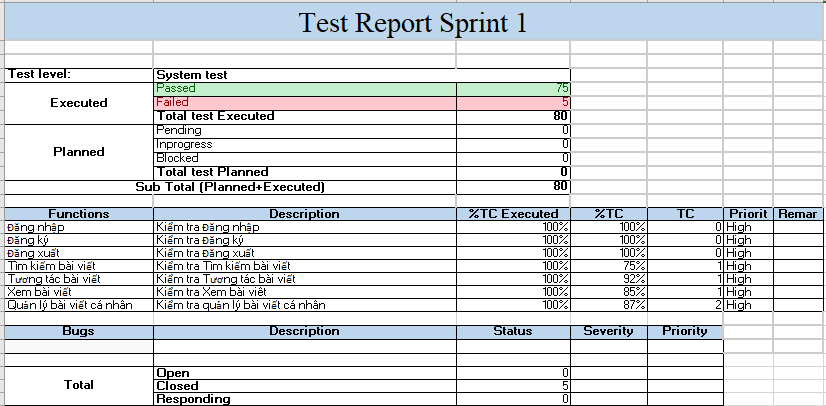 Test Report Sprint 1
Test level: System test
Executed
Passed 75
Failed 5
Total test Executed 80
Planned
Pending 0
Inprogress 0
Blocked 0
Total test Planned 0
Sub Total (Planned+Executed) 80
Functions Description %TC Executed %TC TC Priorit Remar
Đăng nhập Kiểm tra Đăng nhập 100% 100% 0 High
Đăng ký Kiểm tra Đăng ký 100% 100% 0 High
Đăng xuất Kiểm tra Đăng xuất 100% 100% 0 High
Tìm kiếm bài viết Kiểm tra Tìm kiếm bài viết 100% 75% 1 High
Tương tác bài viết Kiểm tra Tương tác bài viết 100% 92% 1 High
Xem bài viết Kiểm tra Xem bài viết 100% 85% 1 High
Quản lý bài viết cá nhân Kiểm tra quản lý bài viết cá nhân 100% 87% 2 High
Bugs Description Status Severity Priority
Total
Open 0
Closed 5
Responding 0